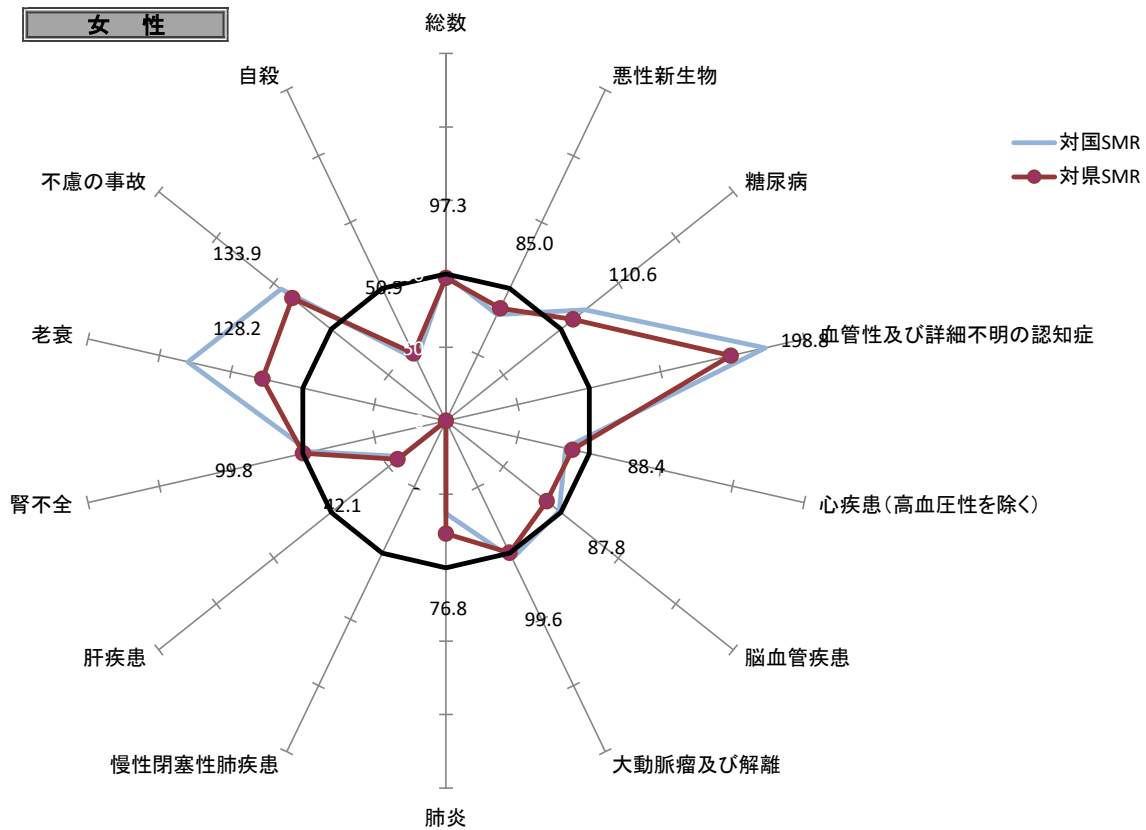 女 性
総数
自殺
悪性新生物
対国SMR
対県SMR
不慮の事故
糖尿病
97.3
85.0
133.9
110.6
50
128.2
老衰
198.8
血管性及び詳細不明の認知症
99.8
88.4
腎不全
心疾患(高血圧性を除く)
42.1
87.8
76.8
99.6
肝疾患
脳血管疾患
慢性閉塞性肺疾患
大動脈瘤及び解離
肺炎